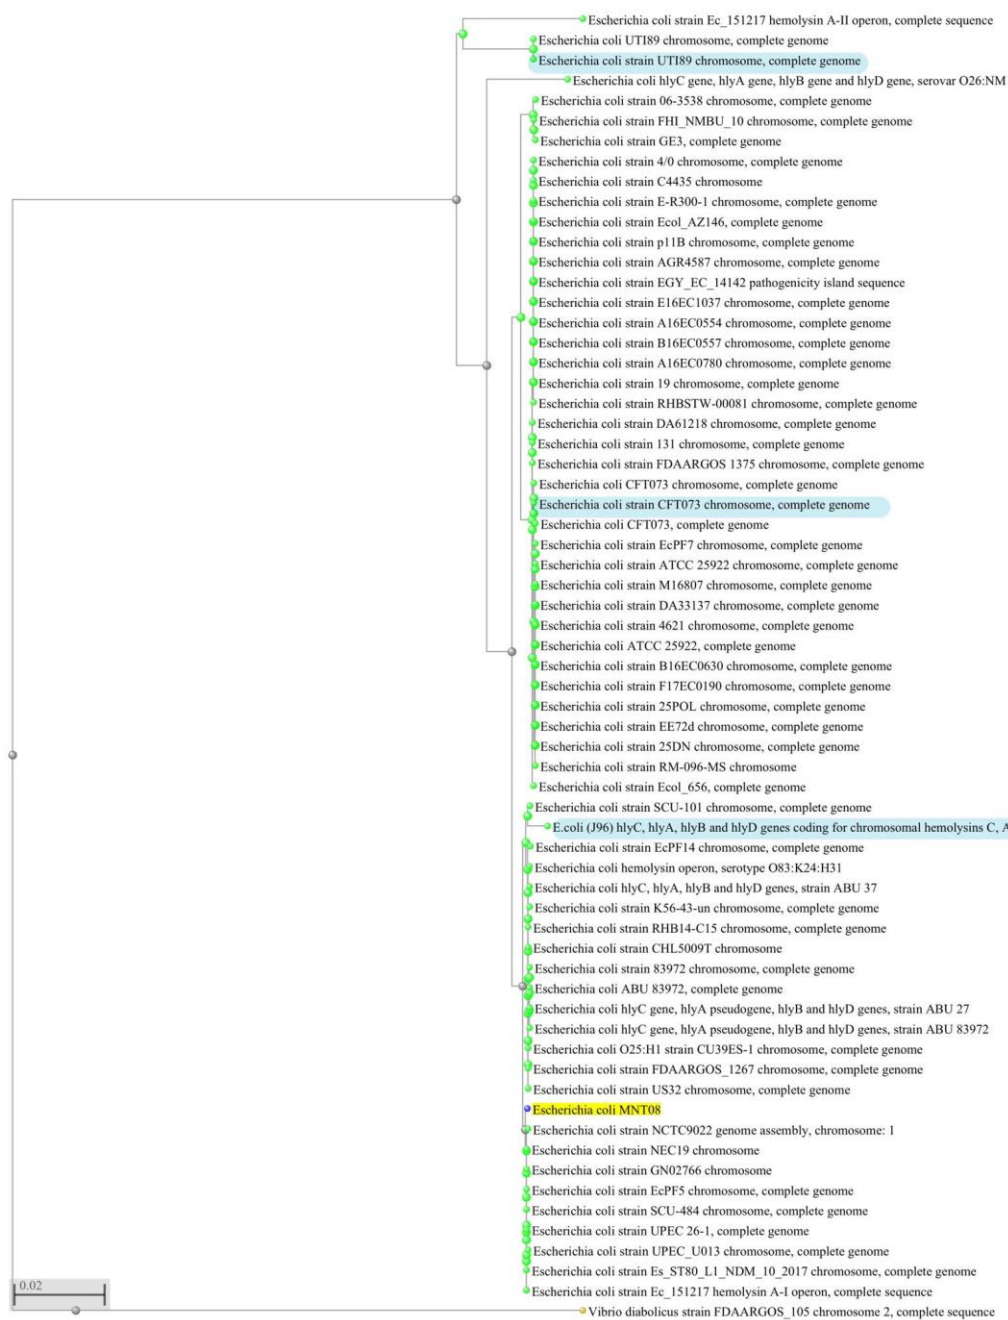 Escherichia coli strain Ec_151217 hemolysin A-II operon, complete sequence
Escherichia coli UTI89 chromosome, complete genome
Escherichia coli strain UTI89 chromosome, complete genome
Escherichia coli hlyC gene, hlyA gene, hlyB gene and hlyD gene, serovar O26:NM
Escherichia coli strain 06-3538 chromosome, complete genome
Escherichia coli strain FHI_NMBU_10 chromosome, complete genome
Escherichia coli strain GE3, complete genome
Escherichia coli strain 4/0 chromosome, complete genome
Escherichia coli strain C4435 chromosome
Escherichia coli strain E-R300-1 chromosome, complete genome
Escherichia coli strain Ecol_AZ146, complete genome
Escherichia coli strain p11B chromosome, complete genome
Escherichia coli strain AGR4587 chromosome, complete genome
Escherichia coli strain EGY_EC_14142 pathogenicity island sequence
Escherichia coli strain E16EC1037 chromosome, complete genome
Escherichia coli strain A16EC0554 chromosome, complete genome
Escherichia coli strain B16EC0557 chromosome, complete genome
Escherichia coli strain A16EC0780 chromosome, complete genome
Escherichia coli strain 19 chromosome, complete genome
Escherichia coli strain RHBSTW-00081 chromosome, complete genome
Escherichia coli strain DA61218 chromosome, complete genome
Escherichia coli strain 131 chromosome, complete genome
Escherichia coli strain FDAARGOS 1375 chromosome, complete genome
Escherichia coli CFT073 chromosome, complete genome
Escherichia coli strain CFT073 chromosome, complete genome
Escherichia coli CFT073, complete genome
Escherichia coli strain EcPF7 chromosome, complete genome
Escherichia coli strain ATCC 25922 chromosome, complete genome
Escherichia coli strain M16807 chromosome, complete genome
Escherichia coli strain DA33137 chromosome, complete genome
Escherichia coli strain 4621 chromosome, complete genome
Escherichia coli ATCC 25922, complete genome
Escherichia coli strain B16EC0630 chromosome, complete genome
Escherichia coli strain F17EC0190 chromosome, complete genome
Escherichia coli strain 25POL chromosome, complete genome
Escherichia coli strain EE72d chromosome, complete genome
Escherichia coli strain 25DN chromosome, complete genome
Escherichia coli strain RM-096-MS chromosome
Escherichia coli strain Ecol_656, complete genome
Escherichia coli strain SCU-101 chromosome, complete genome
E.coli (J96) hlyC, hlyA, hlyB and hlyD genes coding for chromosomal hemolysins C, A
Escherichia coli strain EcPF14 chromosome, complete genome
Escherichia coli hemolysin operon, serotype O83:K24:H31
Escherichia coli hlyC, hlyA, hlyB and hlyD genes, strain ABU 37
Escherichia coli strain K56-43-un chromosome, complete genome
Escherichia coli strain RHB14-C15 chromosome, complete genome
Escherichia coli strain CHL5009T chromosome
Escherichia coli strain 83972 chromosome, complete genome
Escherichia coli ABU 83972, complete genome
Escherichia coli hlyC gene, hlyA pseudogene, hlyB and hlyD genes, strain ABU 27
Escherichia coli hlyC gene, hlyA pseudogene, hlyB and hlyD genes, strain ABU 83972
Escherichia coli O25:H1 strain CU39ES-1 chromosome, complete genome
Escherichia coli strain FDAARGOS_1267 chromosome, complete genome
Escherichia coli strain US32 chromosome, complete genome
Escherichia coli MNT08
Escherichia coli strain NCTC9022 genome assembly, chromosome: 1
Escherichia coli strain NEC19 chromosome
Escherichia coli strain GN02766 chromosome
Escherichia coli strain EcPF5 chromosome, complete genome
Escherichia coli strain SCU-484 chromosome, complete genome
Escherichia coli strain UPEC 26-1, complete genome
Escherichia coli strain UPEC_U013 chromosome, complete genome
Escherichia coli strain Es_ST80_L1_NDM_10_2017 chromosome, complete genome
0.02
Escherichia coli strain Ec_151217 hemolysin A-I operon, complete sequence
Vibrio diabolicus strain FDAARGOS_105 chromosome 2, complete sequence